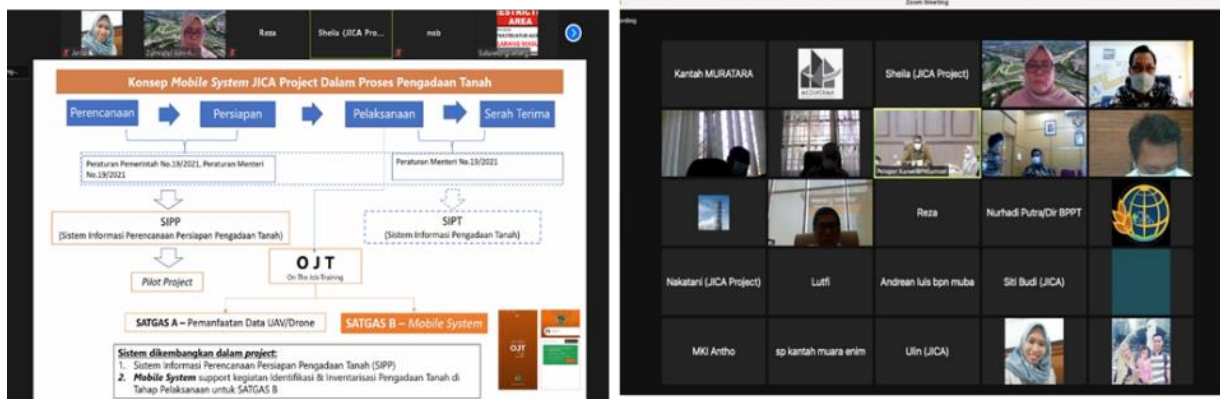 Reza
Sheila (JICA Pro...
nob
AREA
Konsep Mobile System JICA Project Dalam Proses Pengadaan Tanah
Perencanaan
Persiapan
Pelaksanaan
Serah Terima
Peraturan Pemerintah No.19/2021, Peraturan Menteri
No.19/2021
Peraturan Menteri No.19/2021
SIPP
(Sistem Informasi Perencanaan Persiapan Pengadaan Tanah)
SIPT
(Sistem Informasi Pengadaan Tanah)
OJT
On The Job Training
Pilot Project
SATGAS A – Pemanfaatan Data UAV/Drone
SATGAS B – Mobile System
OJT
Sistem dikembangkan dalam project:
1. Sistem Informasi Perencanaan Persiapan Pengadaan Tanah (SIPP)
2. Mobile System support kegiatan Identifikasi & Inventarisasi Pengadaan Tanah di
Tahap Pelaksanaan untuk SATGAS B
Zoom Meeting
Kantah MURATARA
Sheila (JICA Project)
Reza
Nurhadi Putra/Dir BPPT
Nakatani (JICA Project)
Lutfi
Andrean luis bpn muba
Siti Budi (JICA)
MKI Antho
sp kantah muara enim
Ulin (JICA)